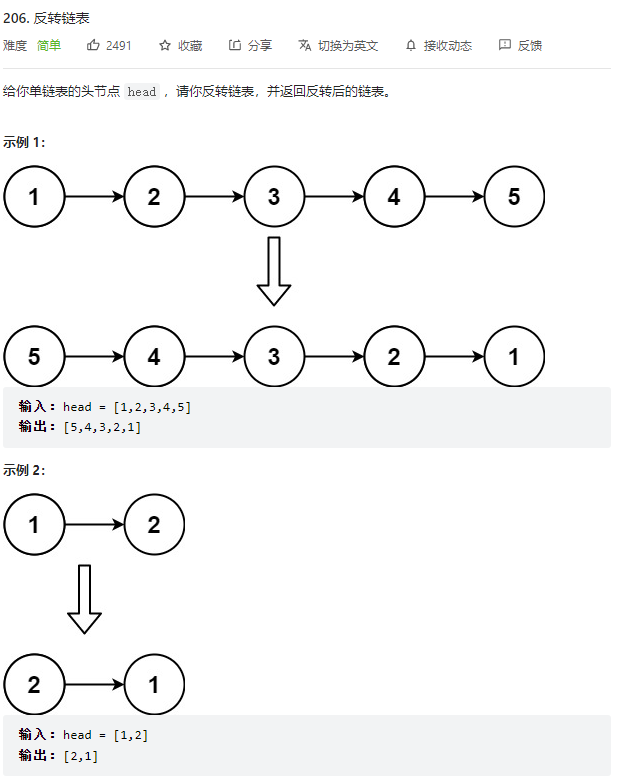 206. 反转链表
难度 简单 2491 收藏 分享 切换为英文 接收动态 反馈
给你单链表的头节点 head ，请你反转链表，并返回反转后的链表。
示例 1：
1 2 3 4 5
5 4 3 2 1
输入：head = [1,2,3,4,5]
输出：[5,4,3,2,1]
示例 2：
1 2
2 1
输入：head = [1,2]
输出：[2,1]